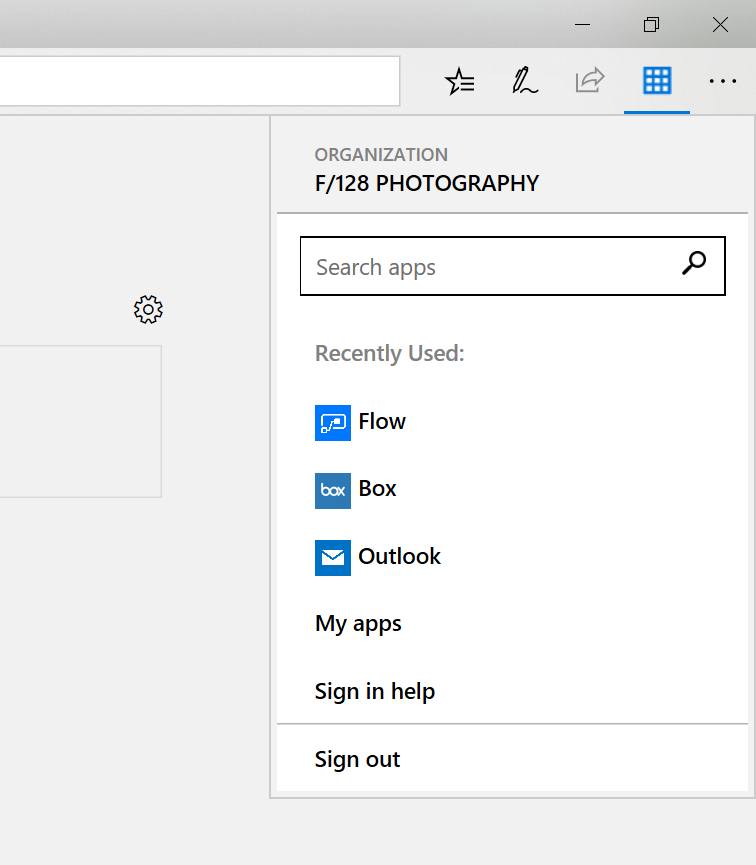 ORGANIZATION
F/128 PHOTOGRAPHY
Search apps
Recently Used:
Flow
box Box
Outlook
My apps
Sign in help
Sign out